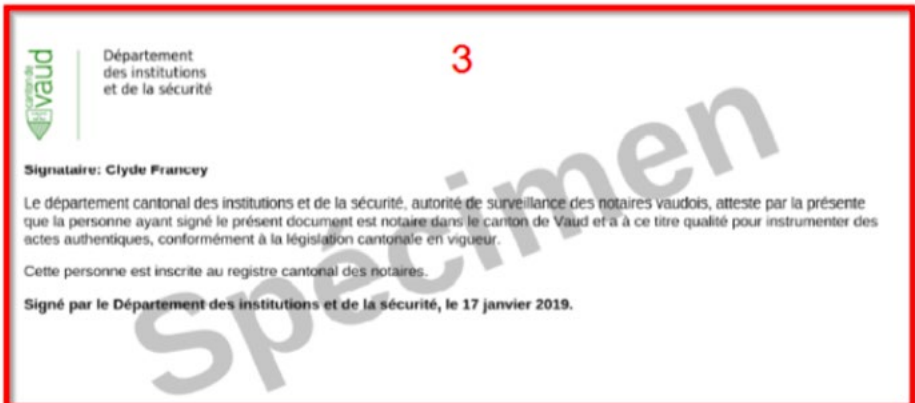 3
canton de
vaud
Département
des institutions
et de la sécurité
Signataire: Clyde Francey
Le département cantonal des institutions et de la sécurité, autorité de surveillance des notaires vaudois, atteste par la présente
que la personne ayant signé le présent document est notaire dans le canton de Vaud et a à ce titre qualité pour instrumenter des
actes authentiques, conformément à la législation cantonale en vigueur.
Cette personne est inscrite au registre cantonal des notaires.
Signé par le Département des institutions et de la sécurité, le 17 janvier 2019.
Spécimen